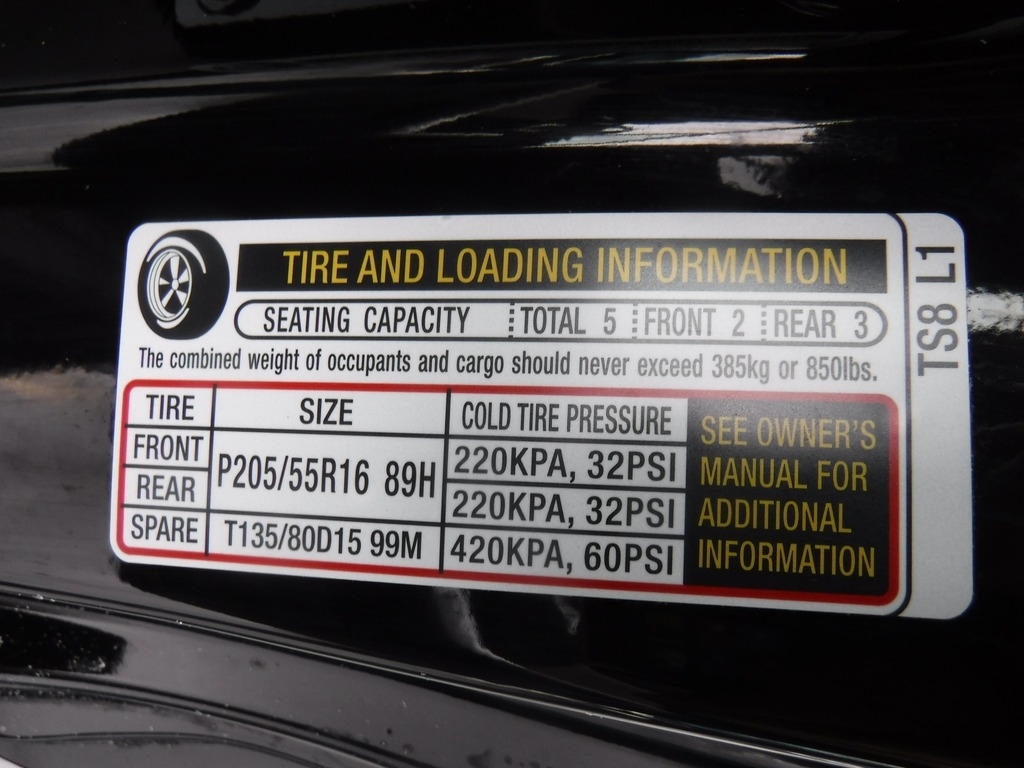 TIRE AND LOADING INFORMATION
SEATING CAPACITY TOTAL 5 FRONT 2 REAR 3
The combined weight of occupants and cargo should never exceed 385kg or 850lbs.
TIRE SIZE COLD TIRE PRESSURE
FRONT P205/55R16 89H 220KPA, 32PSI
REAR 220KPA, 32PSI
SPARE T135/80D15 99M 420KPA, 60PSI
SEE OWNER'S
MANUAL FOR
ADDITIONAL
INFORMATION
TS8 L1